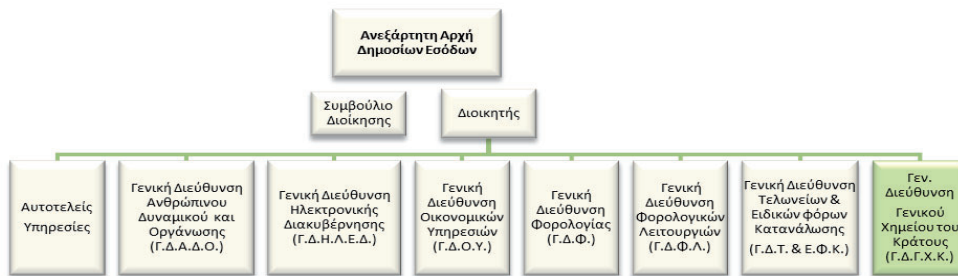 Ανεξάρτητη Αρχή
Δημοσίων Εσόδων
Συμβούλιο
Διοίκησης
Διοικητής
Αυτοτελείς
Υπηρεσίες
Γενική Διεύθυνση
Ανθρώπινου
Δυναμικού και
Οργάνωσης
(Γ.Δ.Α.Δ.Ο.)
Γενική Διεύθυνση
Ηλεκτρονικής
Διακυβέρνησης
(Γ.Δ.Η.Λ.Ε.Δ.)
Γενική
Διεύθυνση
Οικονομικών
Υπηρεσιών
(Γ.Δ.Ο.Υ.)
Γενική
Διεύθυνση
Φορολογίας
(Γ.Δ.Φ.)
Γενική
Διεύθυνση
Φορολογικών
Λειτουργιών
(Γ.Δ.Φ.Λ.)
Γενική Διεύθυνση
Τελωνείων &
Ειδικών φόρων
Κατανάλωσης
(Γ.Δ.Τ. & Ε.Φ.Κ.)
Γεν.
Διεύθυνση
Γενικού
Χημείου του
Κράτους
(Γ.Δ.Γ.Χ.Κ.)